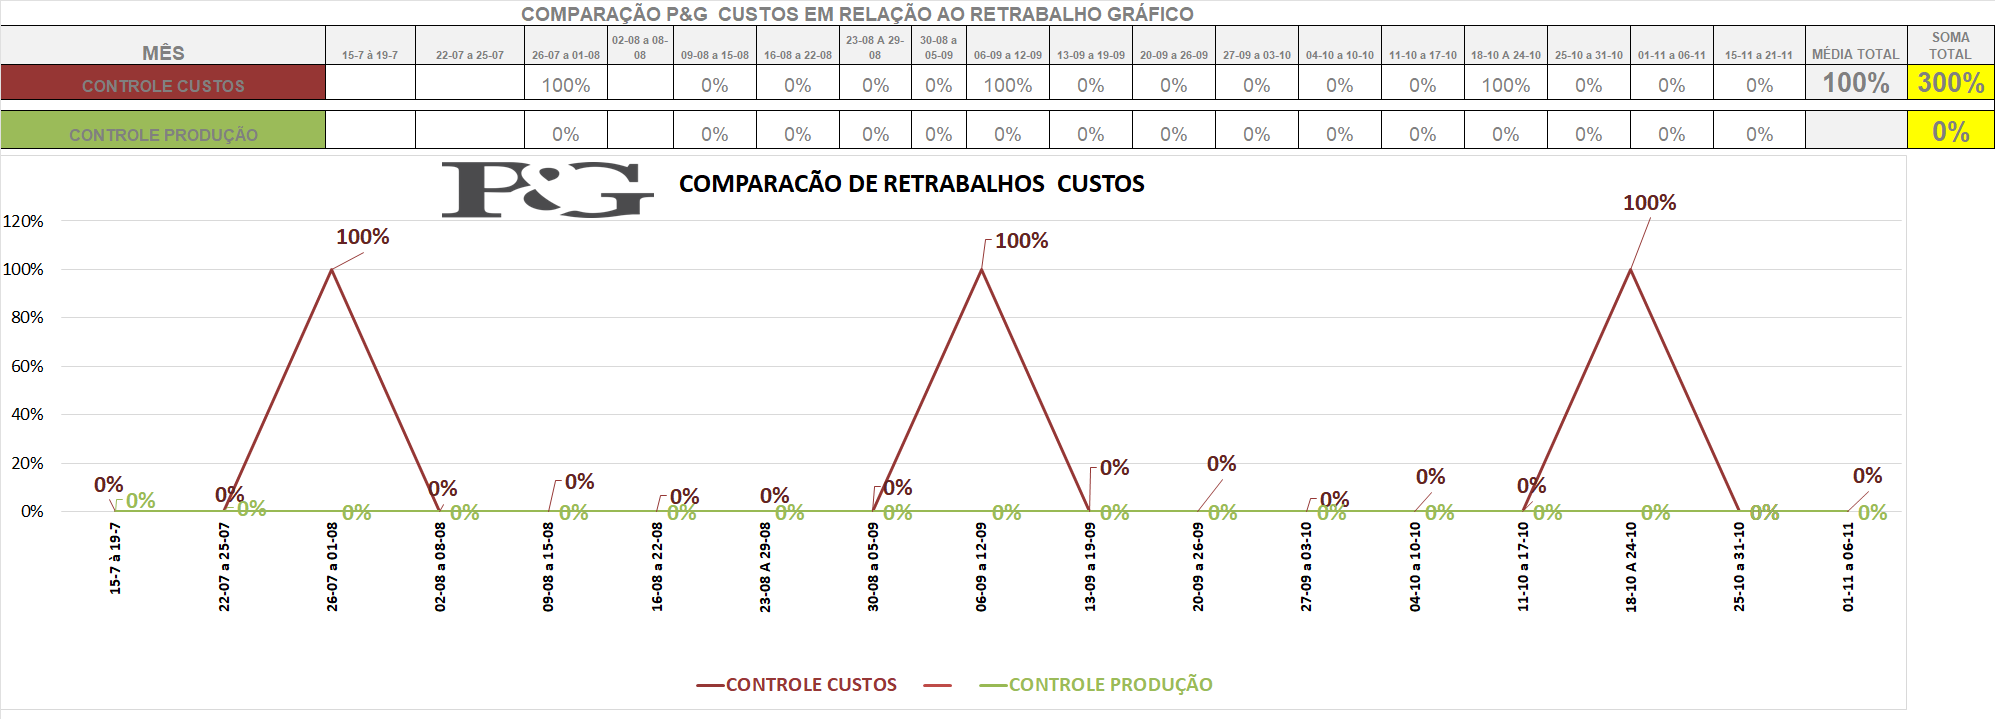 COMPARAÇÃO P&G  CUSTOS EM RELAÇÃO AO RETRABALHO GRÁFICO
MÊS 15-7 à 19-7 22-07 a 25-07 26-07 a 01-08 02-08 a 08-08 09-08 a 15-08 16-08 a 22-08 23-08 A 29-08 30-08 a 05-09 06-09 a 12-09 13-09 a 19-09 20-09 a 26-09 27-09 a 03-10 04-10 a 10-10 11-10 a 17-10 18-10 A 24-10 25-10 a 31-10 01-11 a 06-11 15-11 a 21-11 MÉDIA TOTAL SOMA TOTAL
CONTROLE CUSTOS 100% 0% 0% 0% 0% 100% 0% 0% 0% 0% 0% 100% 0% 0% 0% 100% 300%
CONTROLE PRODUÇÃO 0% 0% 0% 0% 0% 0% 0% 0% 0% 0% 0% 0% 0% 0% 0% 0%
P&G COMPARACÃO DE RETRABALHOS  CUSTOS
120%
100%
80%
60%
40%
20%
0%
100% 100% 100%
0% 0% 0% 0% 0% 0% 0% 0% 0% 0% 0% 0% 0%
0% 0% 0% 0% 0% 0% 0% 0% 0% 0% 0% 0% 0% 0% 0% 0% 0%
15-7 à 19-7
22-07 a 25-07
26-07 a 01-08
02-08 a 08-08
09-08 a 15-08
16-08 a 22-08
23-08 A 29-08
30-08 a 05-09
06-09 a 12-09
13-09 a 19-09
20-09 a 26-09
27-09 a 03-10
04-10 a 10-10
11-10 a 17-10
18-10 A 24-10
25-10 a 31-10
01-11 a 06-11
CONTROLE CUSTOS CONTROLE PRODUÇÃO